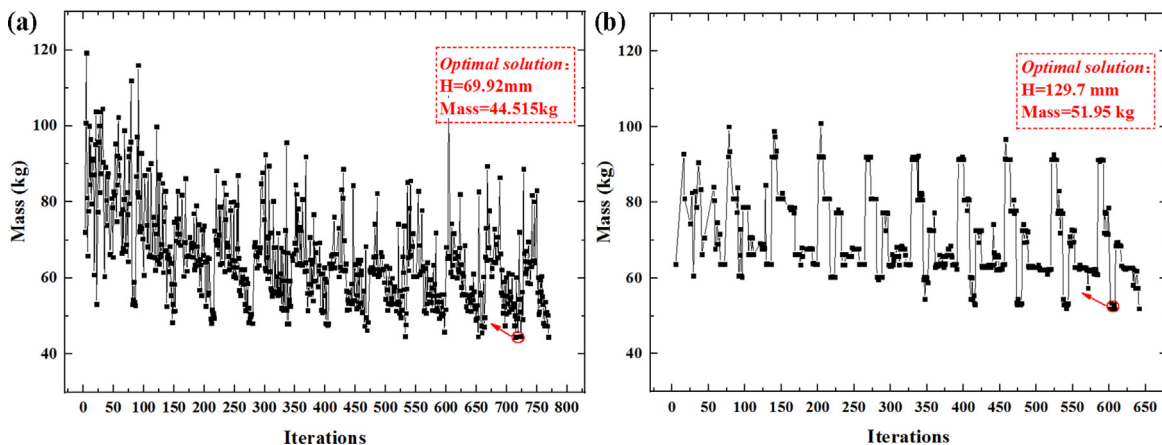 (a)
Mass (kg)
120
100
80
60
40
Optimal solution:
H=69.92mm
Mass=44.515kg
0 50 100 150 200 250 300 350 400 450 500 550 600 650 700 750 800
Iterations
(b)
Mass (kg)
120
100
80
60
40
Optimal solution:
H=129.7 mm
Mass=51.95 kg
0 50 100 150 200 250 300 350 400 450 500 550 600 650
Iterations